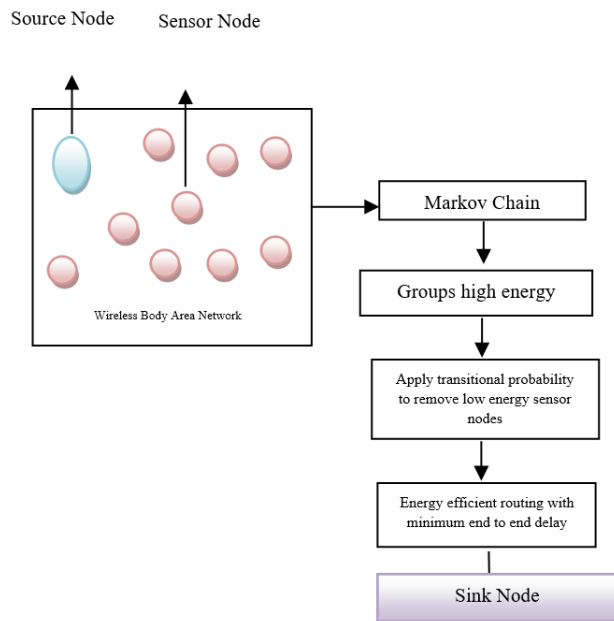 Source Node
Sensor Node
Wireless Body Area Network
Markov Chain
Groups high energy
Apply transitional probability
to remove low energy sensor
nodes
Energy efficient routing with
minimum end to end delay
Sink Node